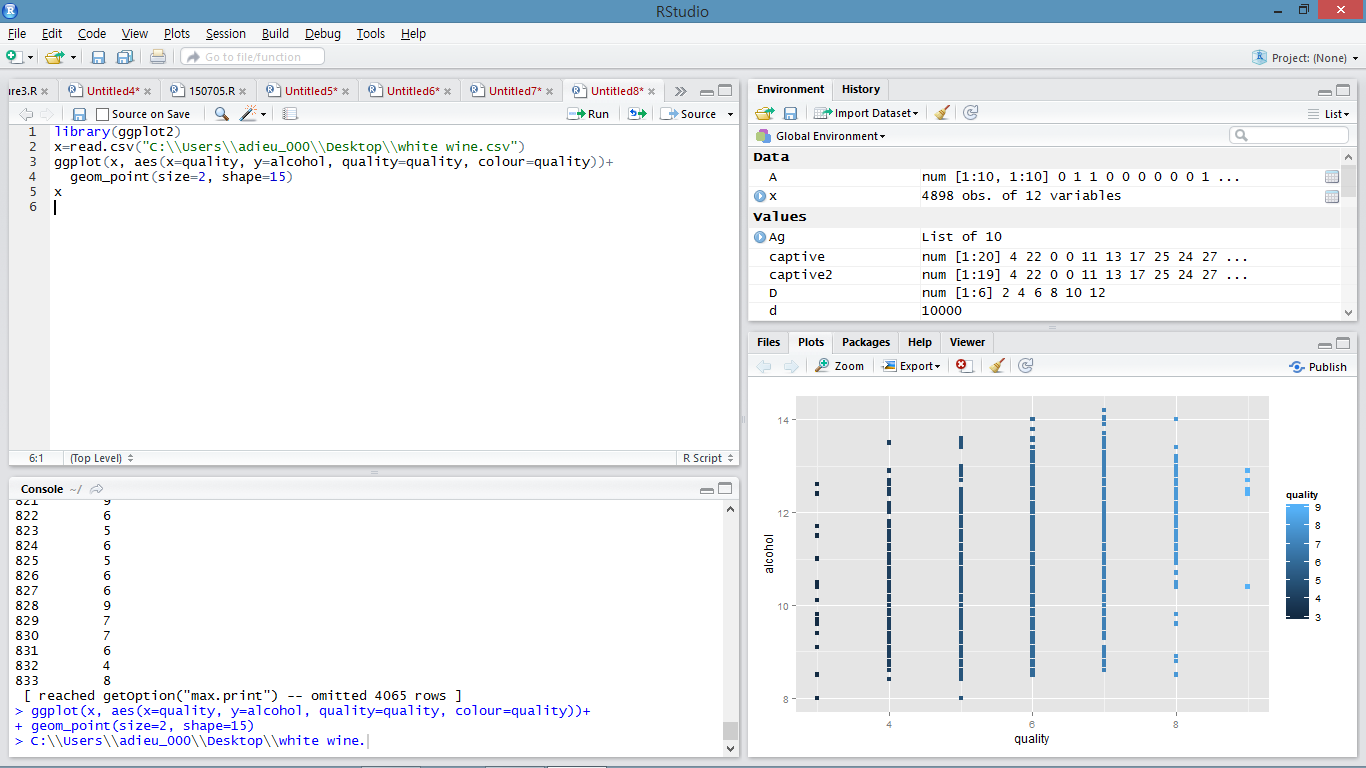 RStudio
File Edit Code View Plots Session Build Debug Tools Help
Go to file/function
Project: (None)
ure3.R
Untitled4*
150705.R
Untitled5*
Untitled6*
Untitled7*
Untitled8*
Source on Save
Run
Source
1 library(ggplot2)
2 x=read.csv("C:\\Users\\adieu_000\\Desktop\\white wine.csv")
3 ggplot(x, aes(x=quality, y=alcohol, quality=quality, colour=quality))+
4 geom_point(size=2, shape=15)
5 x
6
6:1 (Top Level) R Script
Console ~/
821 9
822 6
823 5
824 6
825 5
826 6
827 6
828 9
829 7
830 7
831 6
832 4
833 8
[ reached getOption("max.print") -- omitted 4065 rows ]
> ggplot(x, aes(x=quality, y=alcohol, quality=quality, colour=quality))+
+ geom_point(size=2, shape=15)
> C:\\Users\\adieu_000\\Desktop\\white wine.
Environment History
Import Dataset
List
Global Environment
Data
A num [1:10, 1:10] 0 1 1 0 0 0 0 0 0 1 ...
x 4898 obs. of 12 variables
Values
Ag List of 10
captive num [1:20] 4 22 0 0 11 13 17 25 24 27 ...
captive2 num [1:19] 4 22 0 0 11 13 17 25 24 27 ...
D num [1:6] 2 4 6 8 10 12
d 10000
Files Plots Packages Help Viewer
Zoom Export Publish
14
12
10
8
alcohol
4 6 8
quality
quality
9
8
7
6
5
4
3